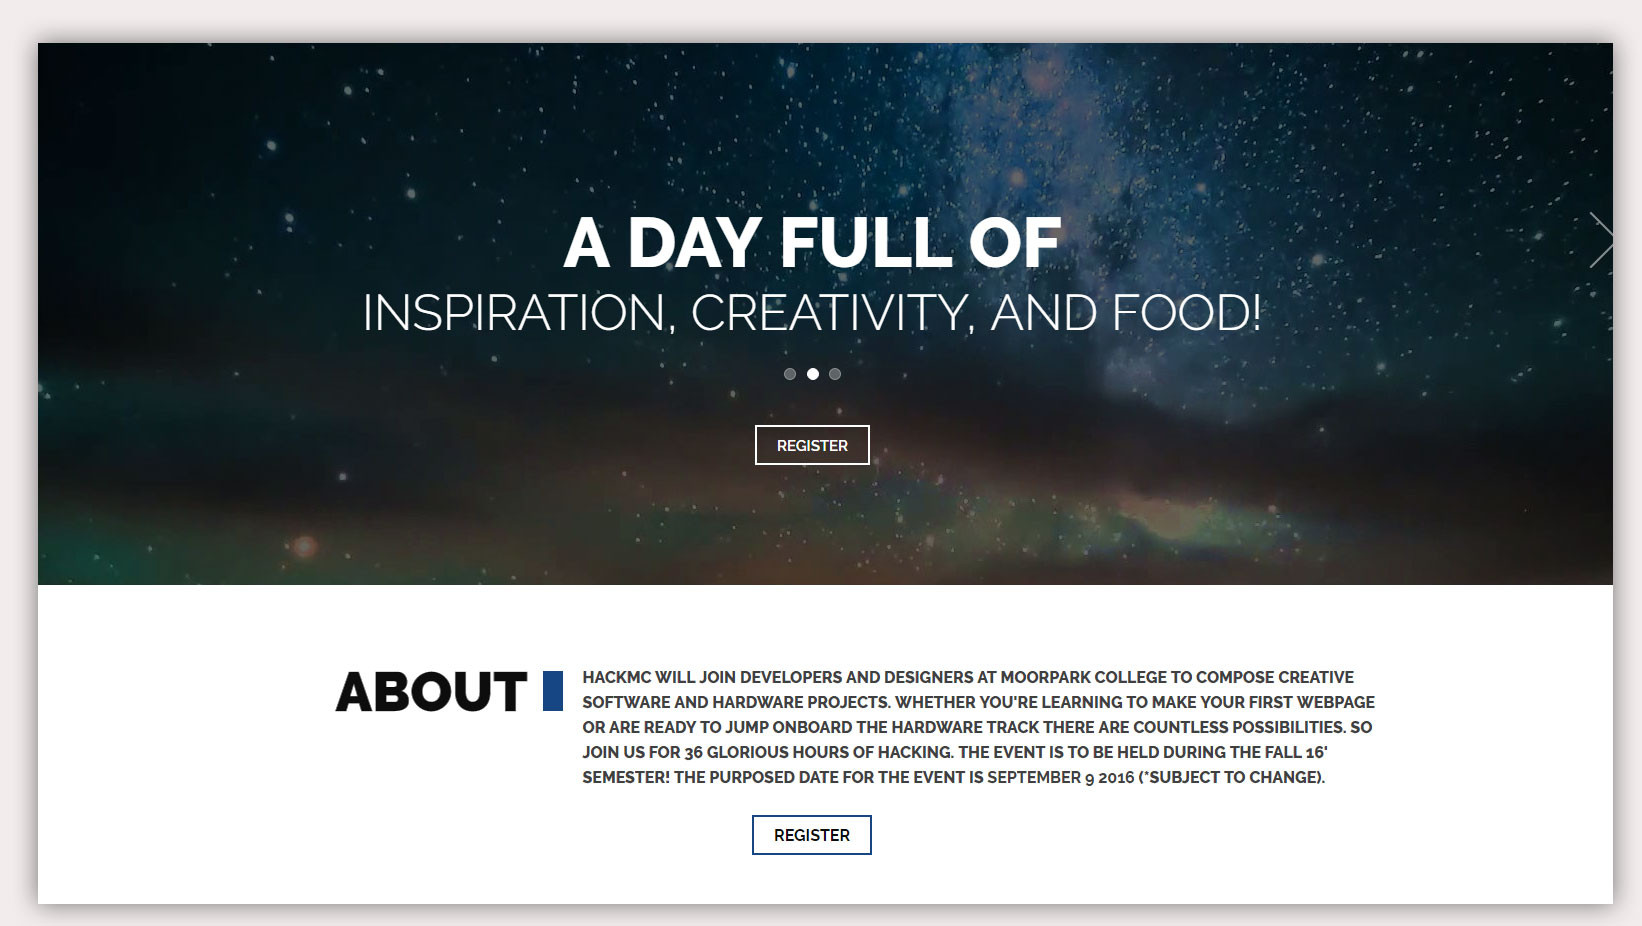 A DAY FULL OF
INSPIRATION, CREATIVITY, AND FOOD!
REGISTER
ABOUT
HACKMC WILL JOIN DEVELOPERS AND DESIGNERS AT MOORPARK COLLEGE TO COMPOSE CREATIVE
SOFTWARE AND HARDWARE PROJECTS. WHETHER YOU'RE LEARNING TO MAKE YOUR FIRST WEBPAGE
OR ARE READY TO JUMP ONBOARD THE HARDWARE TRACK THERE ARE COUNTLESS POSSIBILITIES. SO
JOIN US FOR 36 GLORIOUS HOURS OF HACKING. THE EVENT IS TO BE HELD DURING THE FALL 16'
SEMESTER! THE PURPOSED DATE FOR THE EVENT IS SEPTEMBER 9 2016 (*SUBJECT TO CHANGE).
REGISTER